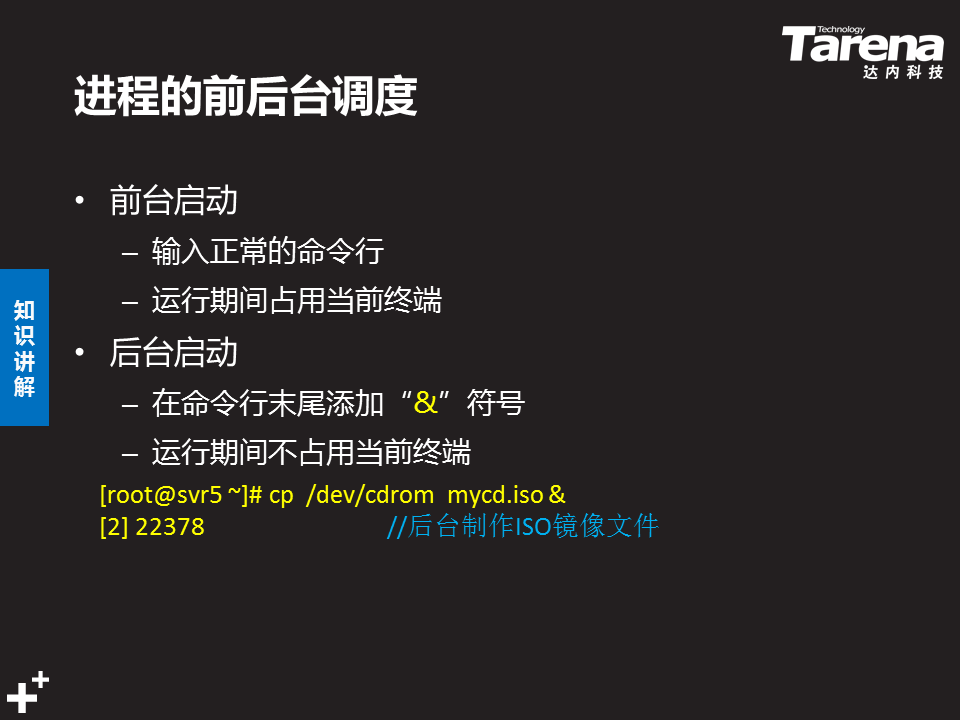 Technology
Tarena
达内科技
进程的前后台调度
• 前台启动
– 输入正常的命令行
– 运行期间占用当前终端
• 后台启动
– 在命令行末尾添加“&”符号
– 运行期间不占用当前终端
[root@svr5 ~]# cp /dev/cdrom mycd.iso &
[2] 22378 //后台制作ISO镜像文件
知
识
讲
解